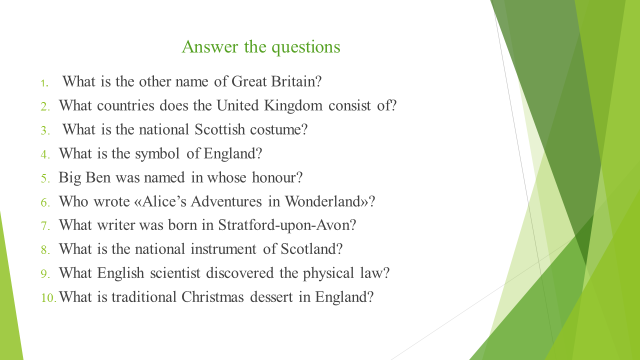 Answer the questions
1. What is the other name of Great Britain?
2. What countries does the United Kingdom consist of?
3. What is the national Scottish costume?
4. What is the symbol of England?
5. Big Ben was named in whose honour?
6. Who wrote «Alice’s Adventures in Wonderland»?
7. What writer was born in Stratford-upon-Avon?
8. What is the national instrument of Scotland?
9. What English scientist discovered the physical law?
10. What is traditional Christmas dessert in England?